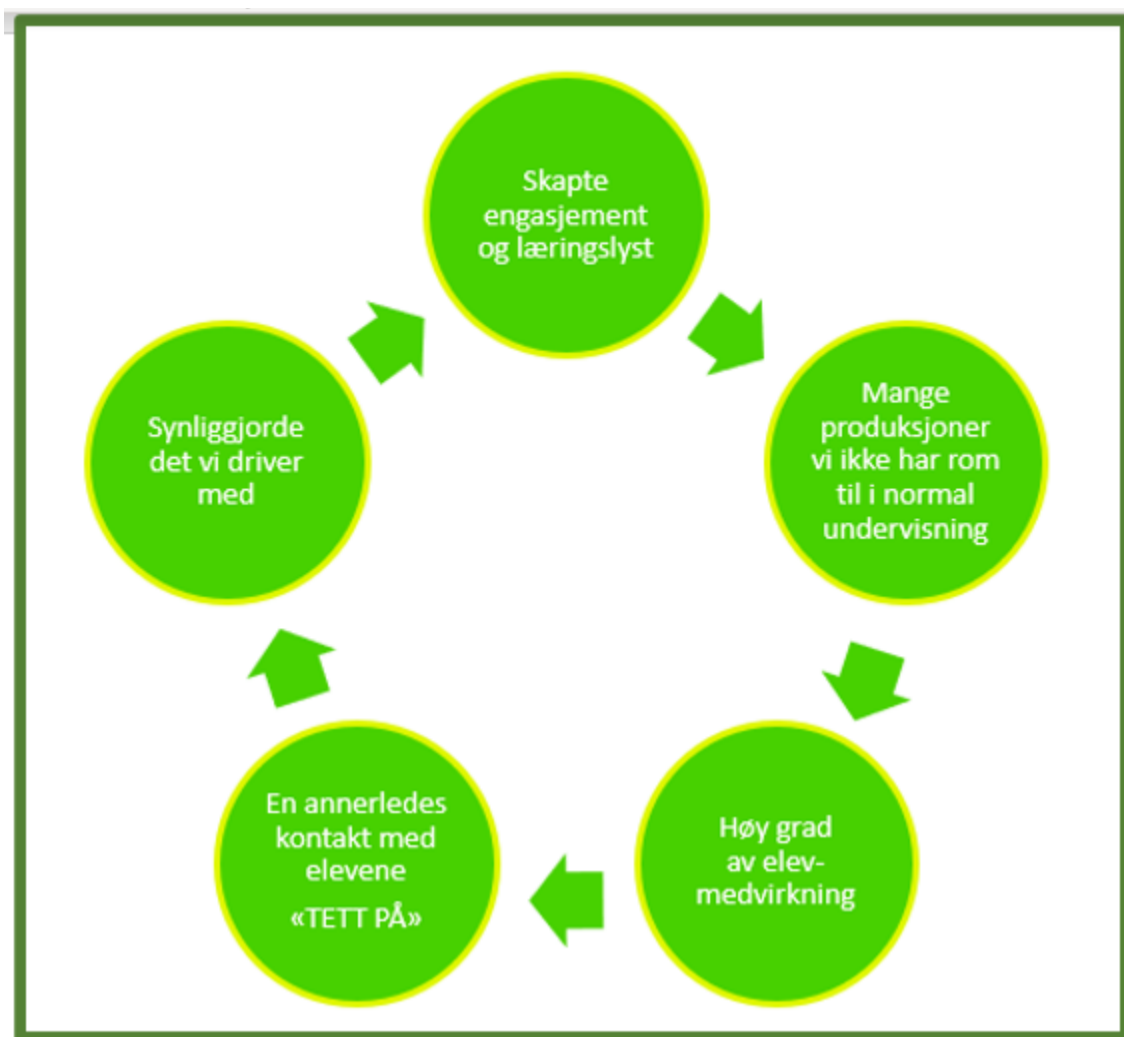 Skapte
engasjement
og læringslyst
Mange
produksjoner
vi ikke har rom
til i normal
undervisning
Høy grad
av elev-
medvirkning
En annerledes
kontakt med
elevene
«TETT PÅ»
Synliggjorde
det vi driver
med